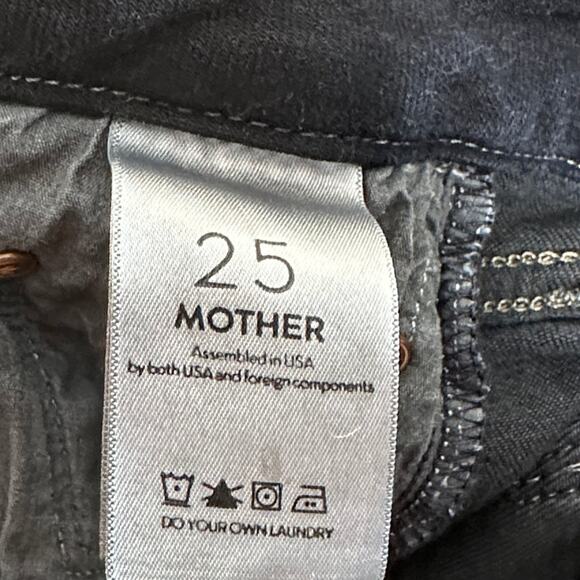 25
MOTHER
Assembled in USA
by both USA and foreign components
DO YOUR OWN LAUNDRY